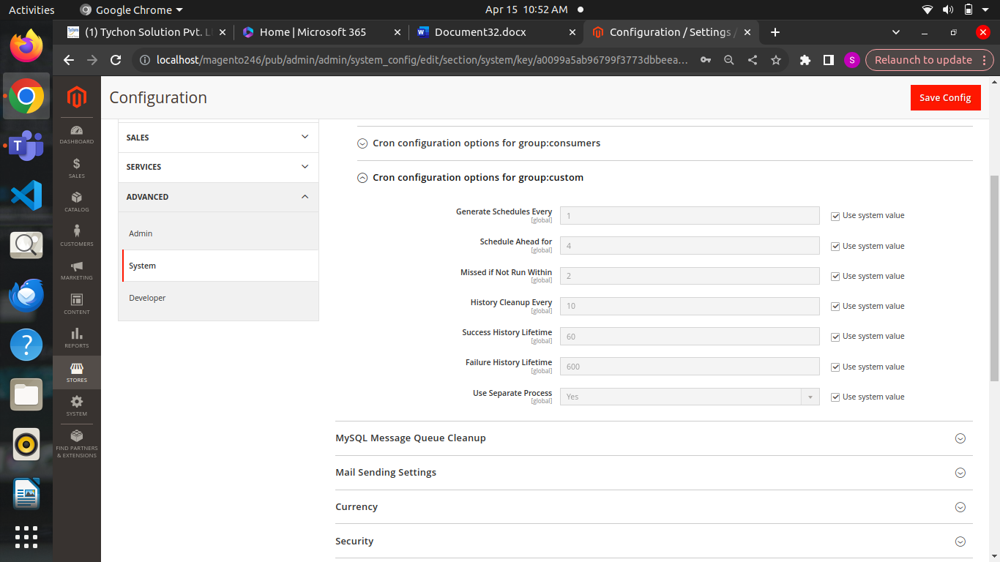 Activities
Google Chrome
Apr 15 10:52 AM
(1) Tychon Solution Pvt. L
Home | Microsoft 365
Document32.docx
Configuration / Settings /
localhost/magento246/pub/admin/admin/system_config/edit/section/system/key/a0099a5ab96799f3773dbbeea...
S
Relaunch to update
Configuration
Save Config
DASHBOARD
SALES
CATALOG
CUSTOMERS
MARKETING
CONTENT
REPORTS
STORES
SYSTEM
FIND PARTNERS
& EXTENSIONS
SALES
SERVICES
ADVANCED
Admin
System
Developer
Cron configuration options for group:consumers
Cron configuration options for group:custom
Generate Schedules Every
[global]
1
Use system value
Schedule Ahead for
[global]
4
Use system value
Missed if Not Run Within
[global]
2
Use system value
History Cleanup Every
[global]
10
Use system value
Success History Lifetime
[global]
60
Use system value
Failure History Lifetime
[global]
600
Use system value
Use Separate Process
[global]
Yes
Use system value
MySQL Message Queue Cleanup
Mail Sending Settings
Currency
Security